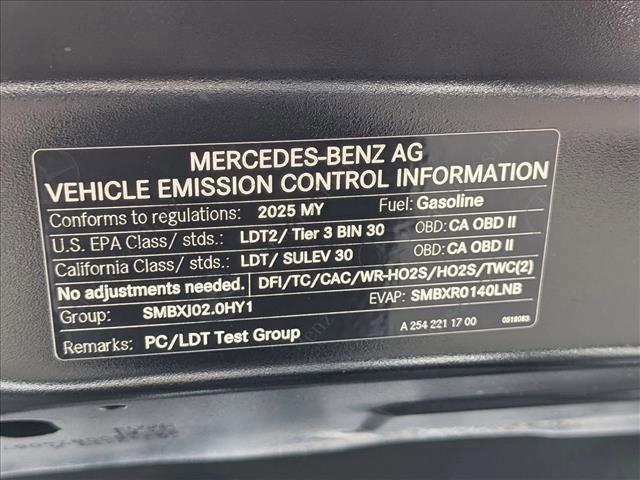 MERCEDES-BENZ AG
VEHICLE EMISSION CONTROL INFORMATION
Conforms to regulations: 2025 MY Fuel: Gasoline
U.S. EPA Class/ stds.: LDT2/ Tier 3 BIN 30 OBD: CA OBD II
California Class/ stds.: LDT/ SULEV 30 OBD: CA OBD II
No adjustments needed. DFI/TC/CAC/WR-HO2S/HO2S/TWC(2)
Group: SMBXJ02.0HY1 EVAP: SMBXR0140LNB
Remarks: PC/LDT Test Group A 254 221 17 00